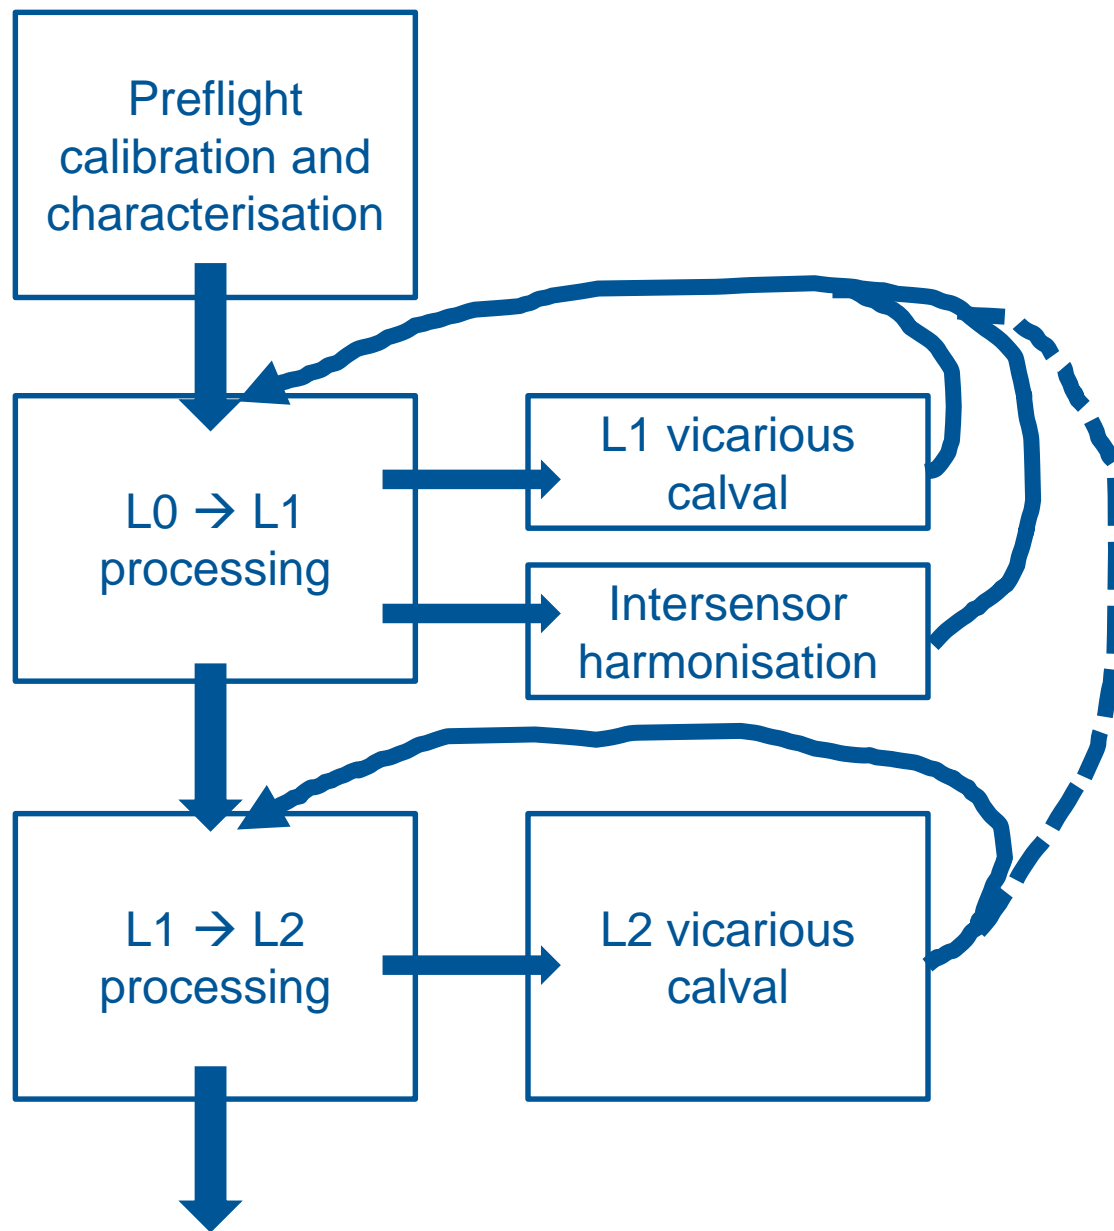 Preflight
calibration and
characterisation
L0 → L1
processing
L1 vicarious
calval
Intersensor
harmonisation
L1 → L2
processing
L2 vicarious
calval